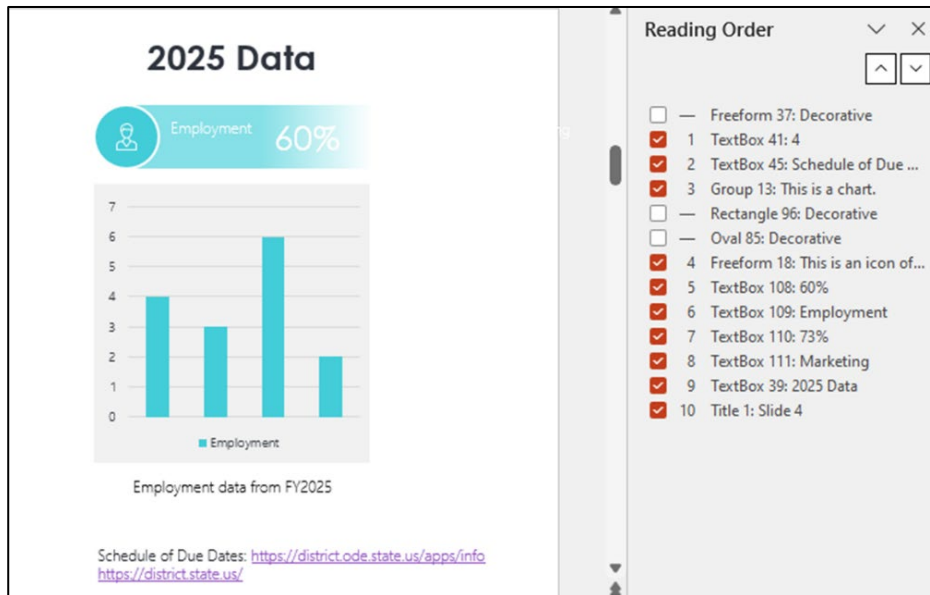 2025 Data
Employment
60%
7
6
5
4
3
2
1
0
Employment
Employment data from FY2025
Schedule of Due Dates: https://district.ode.state.us/apps/info
https://district.state.us/
Reading Order
— Freeform 37: Decorative
1 TextBox 41: 4
2 TextBox 45: Schedule of Due ...
3 Group 13: This is a chart.
— Rectangle 96: Decorative
— Oval 85: Decorative
4 Freeform 18: This is an icon of...
5 TextBox 108: 60%
6 TextBox 109: Employment
7 TextBox 110: 73%
8 TextBox 111: Marketing
9 TextBox 39: 2025 Data
10 Title 1: Slide 4